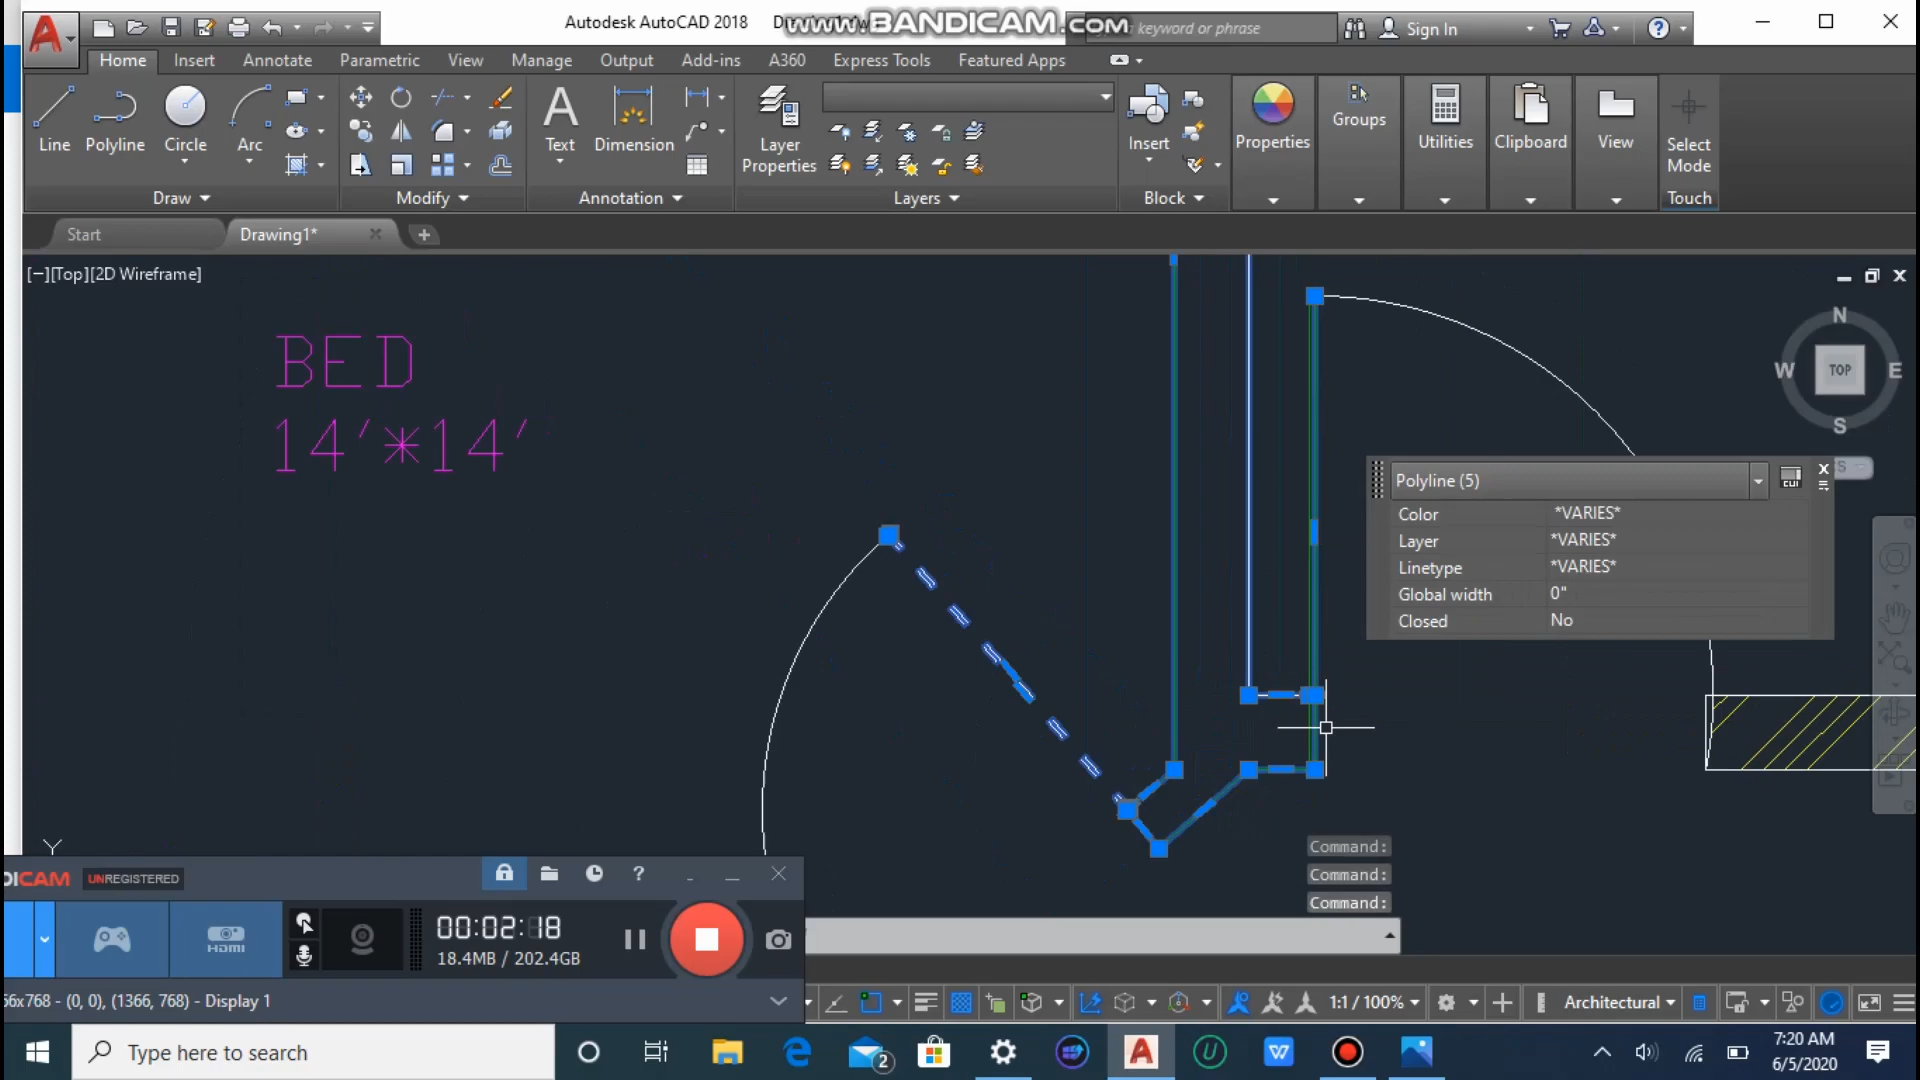 Autodesk AutoCAD 2018
www.BANDICAM.com
keyword or phrase
Sign In
Home
Insert
Annotate
Parametric
View
Manage
Output
Add-ins
A360
Express Tools
Featured Apps
Line
Polyline
Circle
Arc
Text
Dimension
Layer
Properties
Insert
Properties
Groups
Utilities
Clipboard
View
Select
Mode
Draw
Modify
Annotation
Layers
Block
Touch
Start
Drawing1*
[−][Top][2D Wireframe]
BED
14'*14'
N
W
TOP
E
S
Polyline (5)
Color *VARIES*
Layer *VARIES*
Linetype *VARIES*
Global width 0"
Closed No
Y
Command:
Command:
Command:
DICAM UNREGISTERED
HDMI
00:02:18
18.4MB / 202.4GB
66x768 - (0, 0), (1366, 768) - Display 1
1:1 / 100%
Architectural
Type here to search
2
7:20 AM
6/5/2020